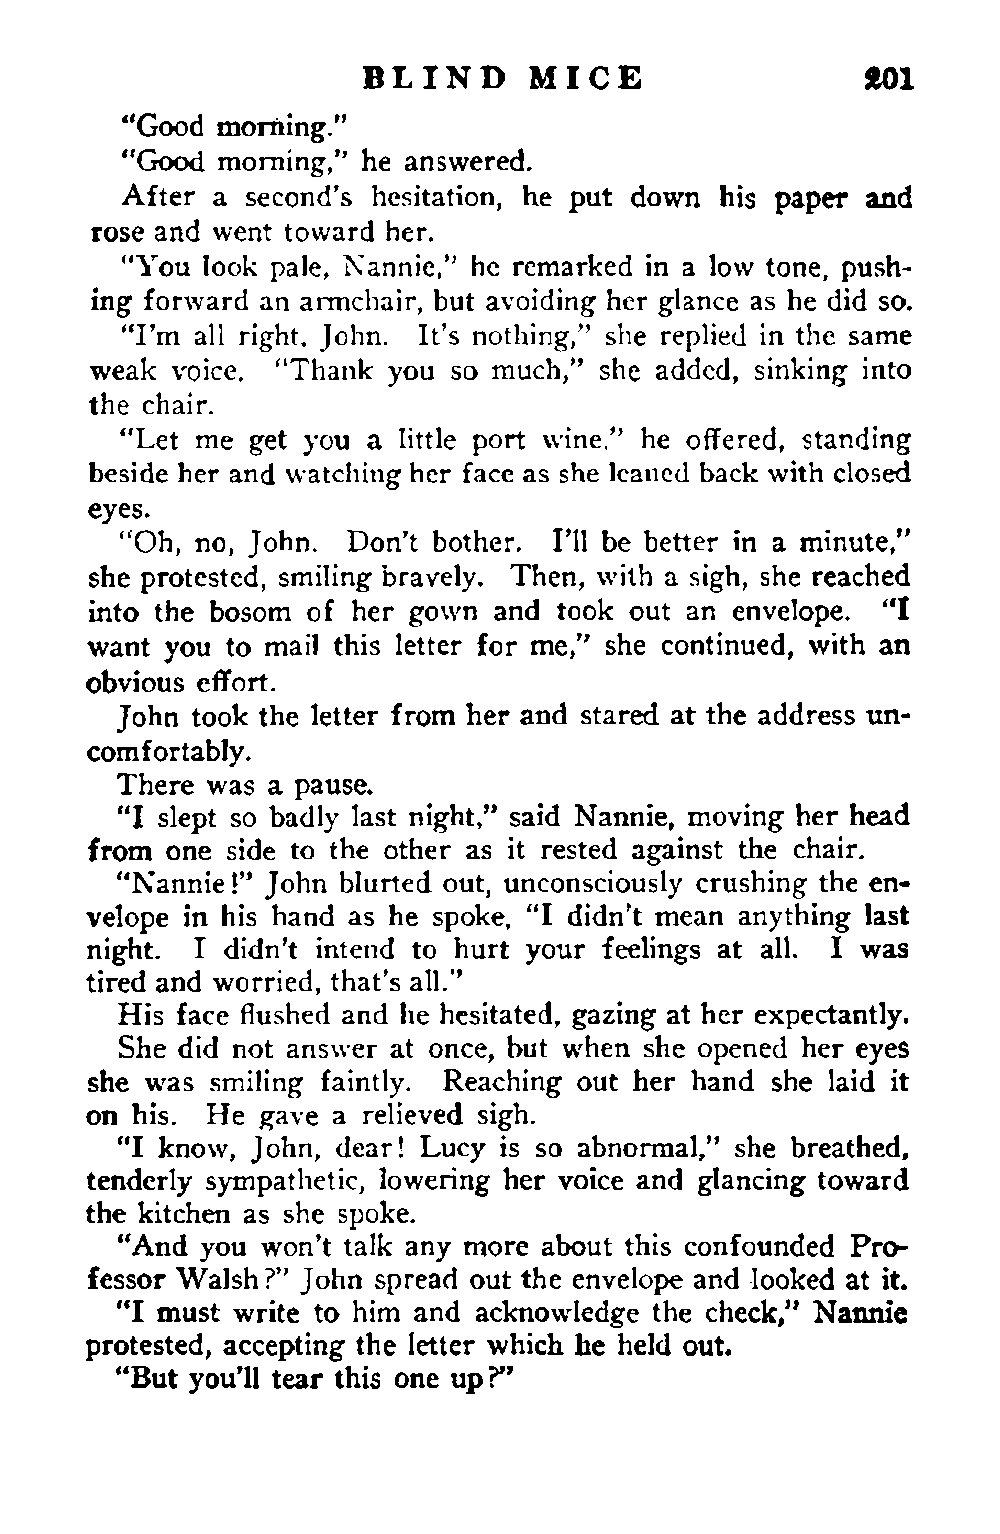 BLIND MICE 201
"Good morning."
"Good morning," he answered.
After a second's hesitation, he put down his paper and
rose and went toward her.
"You look pale, Nannie," he remarked in a low tone, push-
ing forward an armchair, but avoiding her glance as he did so.
"I'm all right, John. It's nothing," she replied in the same
weak voice. "Thank you so much," she added, sinking into
the chair.
"Let me get you a little port wine," he offered, standing
beside her and watching her face as she leaned back with closed
eyes.
"Oh, no, John. Don't bother. I'll be better in a minute,"
she protested, smiling bravely. Then, with a sigh, she reached
into the bosom of her gown and took out an envelope. "I
want you to mail this letter for me," she continued, with an
obvious effort.
John took the letter from her and stared at the address un-
comfortably.
There was a pause.
"I slept so badly last night," said Nannie, moving her head
from one side to the other as it rested against the chair.
"Nannie!" John blurted out, unconsciously crushing the en-
velope in his hand as he spoke, "I didn't mean anything last
night. I didn't intend to hurt your feelings at all. I was
tired and worried, that's all."
His face flushed and he hesitated, gazing at her expectantly.
She did not answer at once, but when she opened her eyes
she was smiling faintly. Reaching out her hand she laid it
on his. He gave a relieved sigh.
"I know, John, dear! Lucy is so abnormal," she breathed,
tenderly sympathetic, lowering her voice and glancing toward
the kitchen as she spoke.
"And you won't talk any more about this confounded Pro-
fessor Walsh?" John spread out the envelope and looked at it.
"I must write to him and acknowledge the check," Nannie
protested, accepting the letter which he held out.
"But you'll tear this one up?"